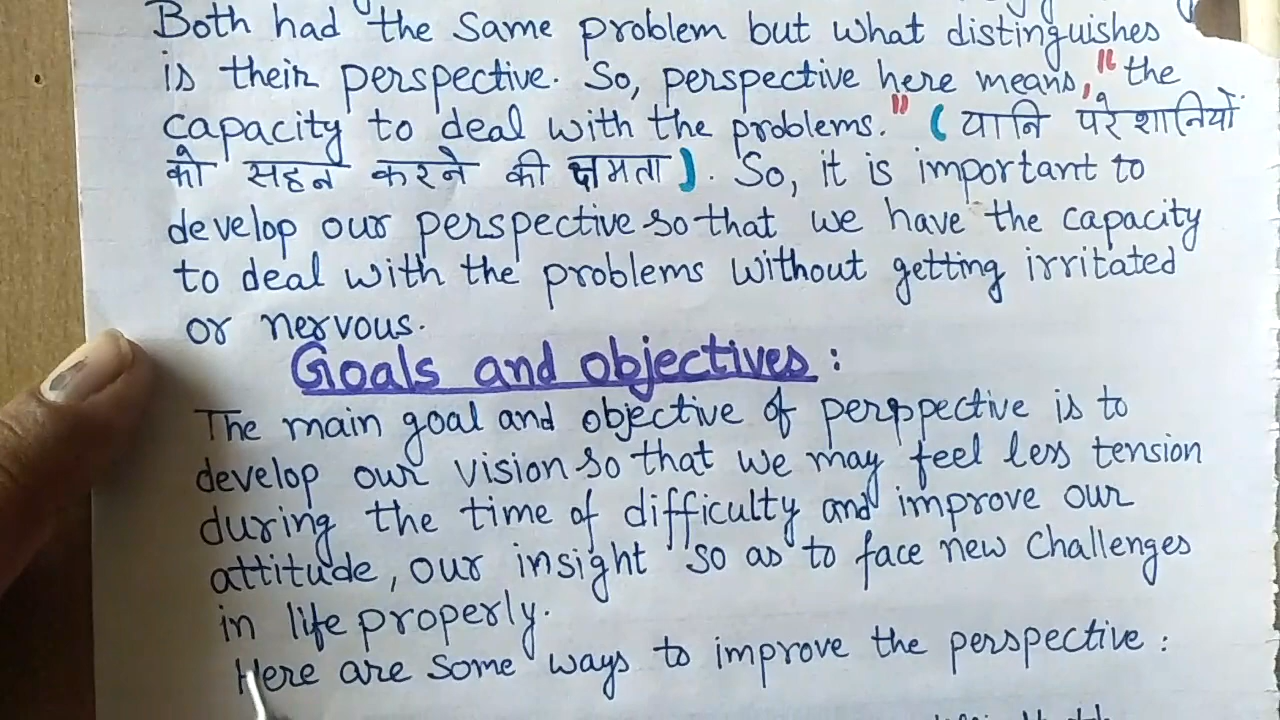 Both had the same problem but what distinguishes
is their perspective. So, perspective here means, "the
capacity to deal with the problems." (यानि परेशानियों
को सहन करने की क्षमता). So, it is important to
develop our perspective so that we have the capacity
to deal with the problems without getting irritated
or nervous.
Goals and objectives :
The main goal and objective of perppective is to
develop our vision so that we may feel less tension
during the time of difficulty and improve our
attitude, our insight so as to face new challenges
in life properly.
Here are some ways to improve the perspective :